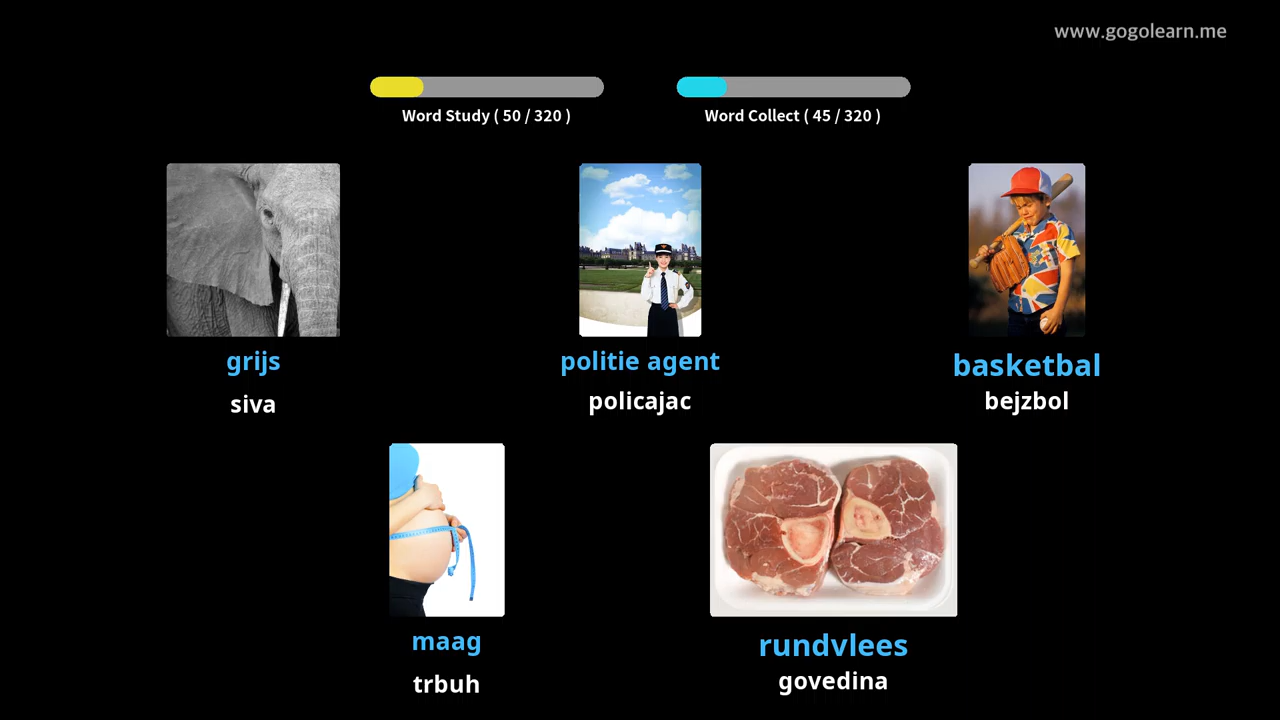 www.gogolearn.me
Word Study ( 50 / 320 )
Word Collect ( 45 / 320 )
grijs
siva
politie agent
policajac
basketbal
bejzbol
maag
trbuh
rundvlees
govedina